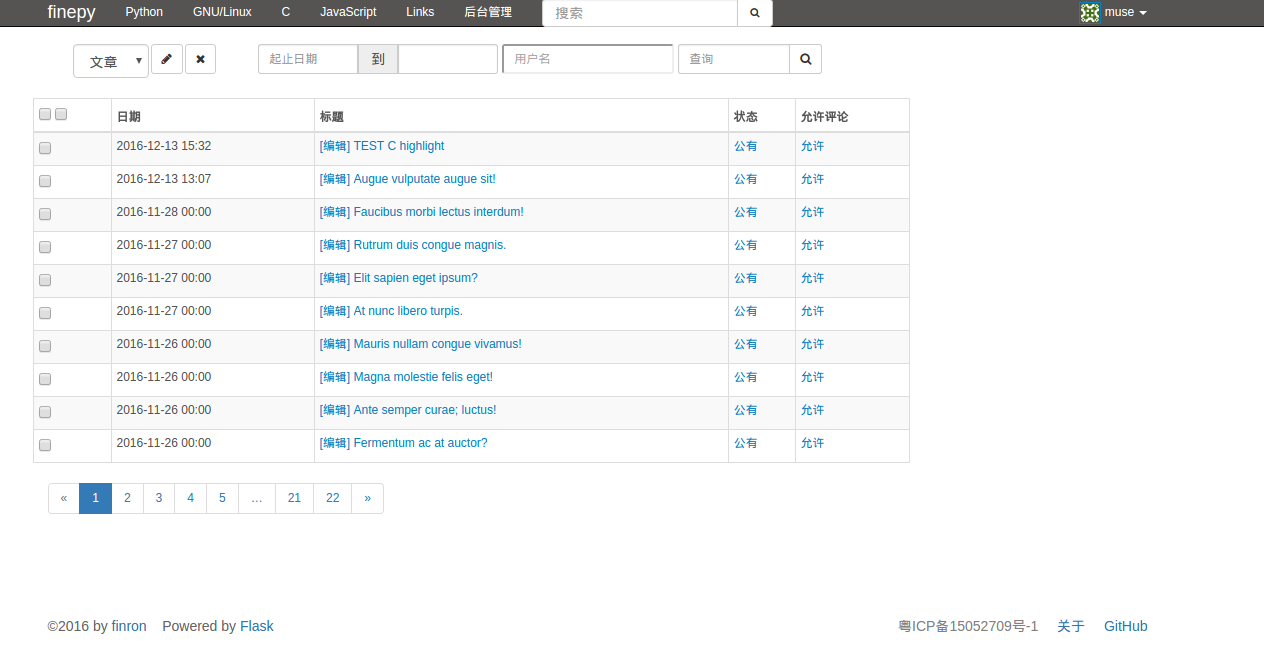 finepy Python GNU/Linux C JavaScript Links 后台管理 搜索 muse
文章 起止日期 到 用户名 查询
日期 标题 状态 允许评论
2016-12-13 15:32 [编辑] TEST C highlight 公有 允许
2016-12-13 13:07 [编辑] Augue vulputate augue sit! 公有 允许
2016-11-28 00:00 [编辑] Faucibus morbi lectus interdum! 公有 允许
2016-11-27 00:00 [编辑] Rutrum duis congue magnis. 公有 允许
2016-11-27 00:00 [编辑] Elit sapien eget ipsum? 公有 允许
2016-11-27 00:00 [编辑] At nunc libero turpis. 公有 允许
2016-11-26 00:00 [编辑] Mauris nullam congue vivamus! 公有 允许
2016-11-26 00:00 [编辑] Magna molestie felis eget! 公有 允许
2016-11-26 00:00 [编辑] Ante semper curae; luctus! 公有 允许
2016-11-26 00:00 [编辑] Fermentum ac at auctor? 公有 允许
« 1 2 3 4 5 … 21 22 »
©2016 by finron Powered by Flask 粤ICP备15052709号-1 关于 GitHub